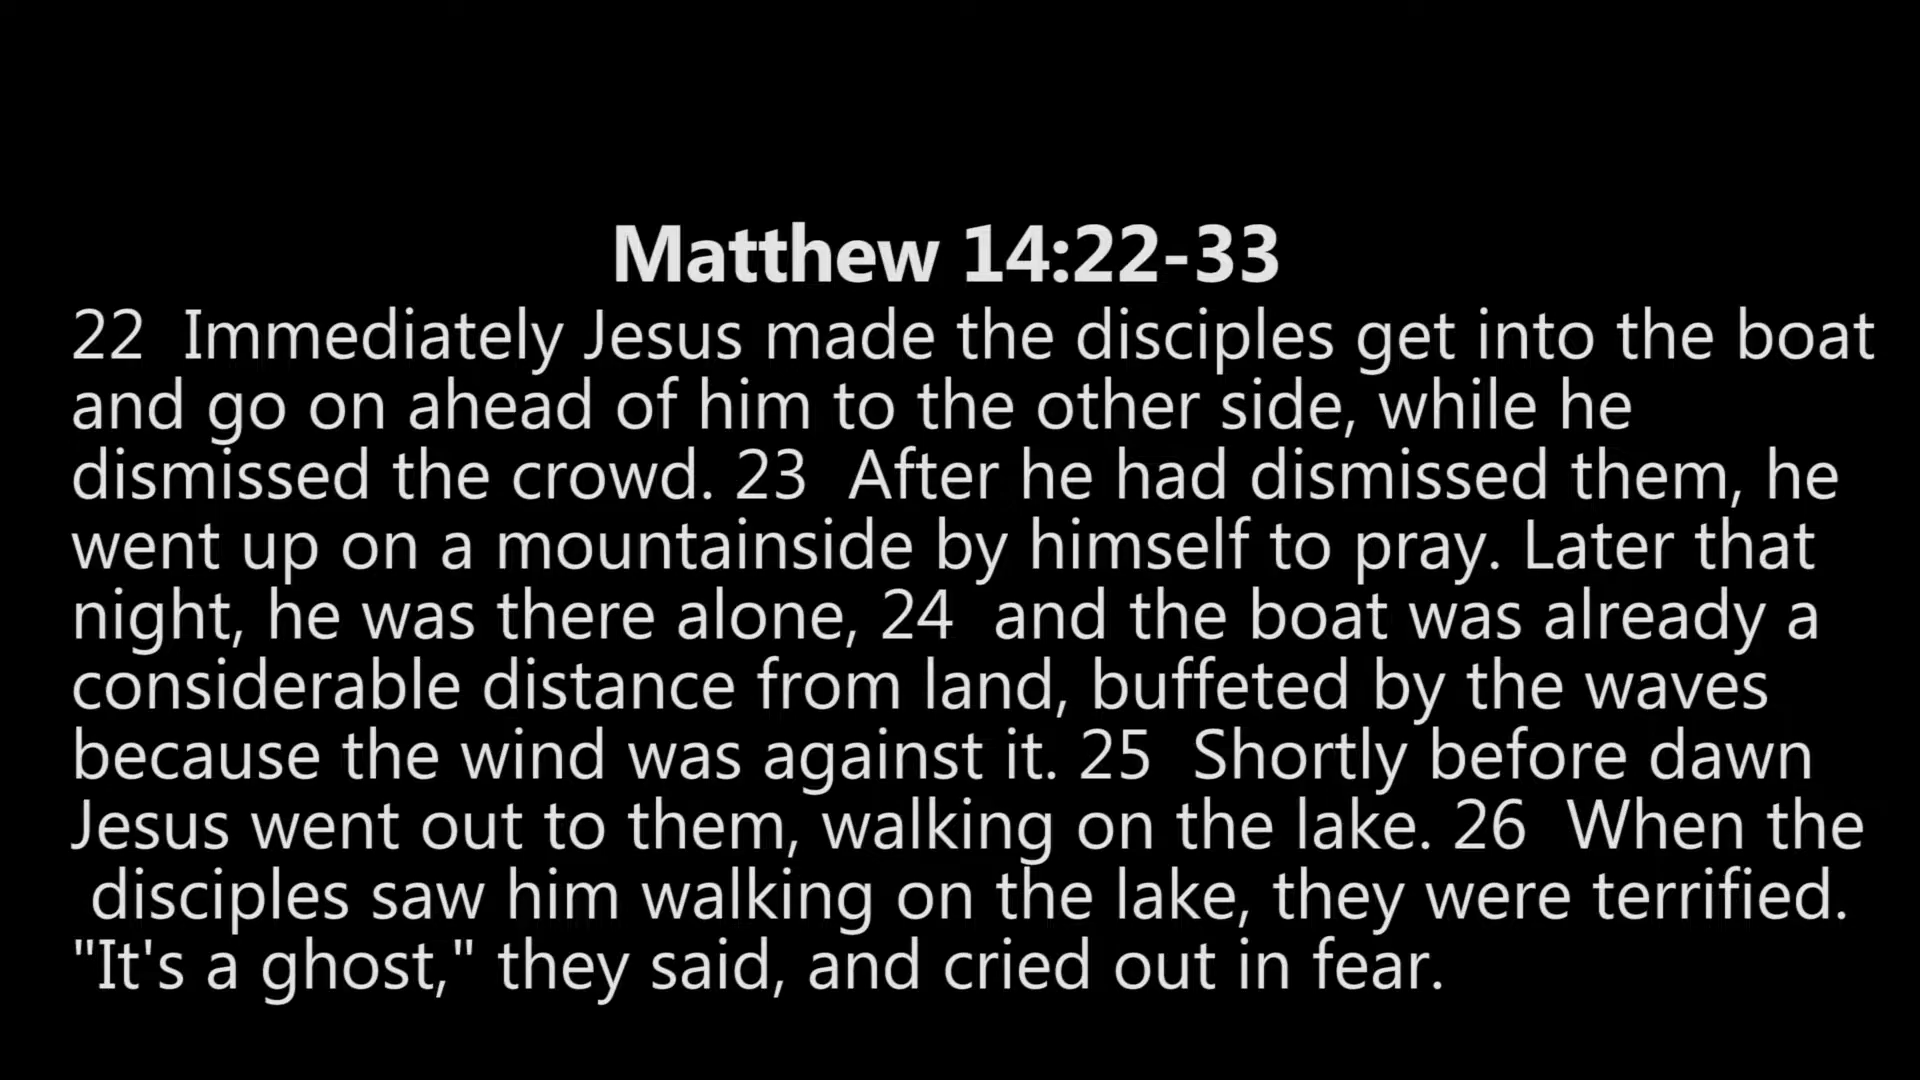 Matthew 14:22-33
22  Immediately Jesus made the disciples get into the boat
and go on ahead of him to the other side, while he
dismissed the crowd. 23  After he had dismissed them, he
went up on a mountainside by himself to pray. Later that
night, he was there alone, 24  and the boat was already a
considerable distance from land, buffeted by the waves
because the wind was against it. 25  Shortly before dawn
Jesus went out to them, walking on the lake. 26  When the
disciples saw him walking on the lake, they were terrified.
"It's a ghost," they said, and cried out in fear.